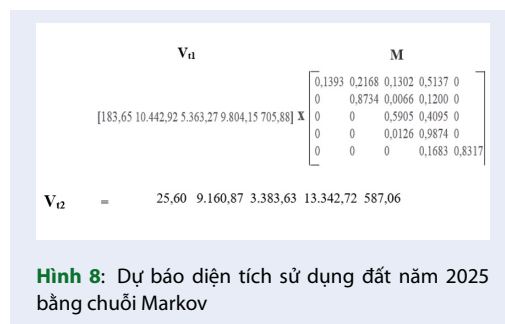 V_t1 M
0,1393 0,2168 0,1302 0,5137 0
0 0,8734 0,0066 0,1200 0
[183,65 10.442,92 5.363,27 9.804,15 705,88] X 0 0 0,5905 0,4095 0
0 0 0,0126 0,9874 0
0 0 0 0,1683 0,8317
V_t2 = 25,60 9.160,87 3.383,63 13.342,72 587,06
Hình 8: Dự báo diện tích sử dụng đất năm 2025
bằng chuỗi Markov